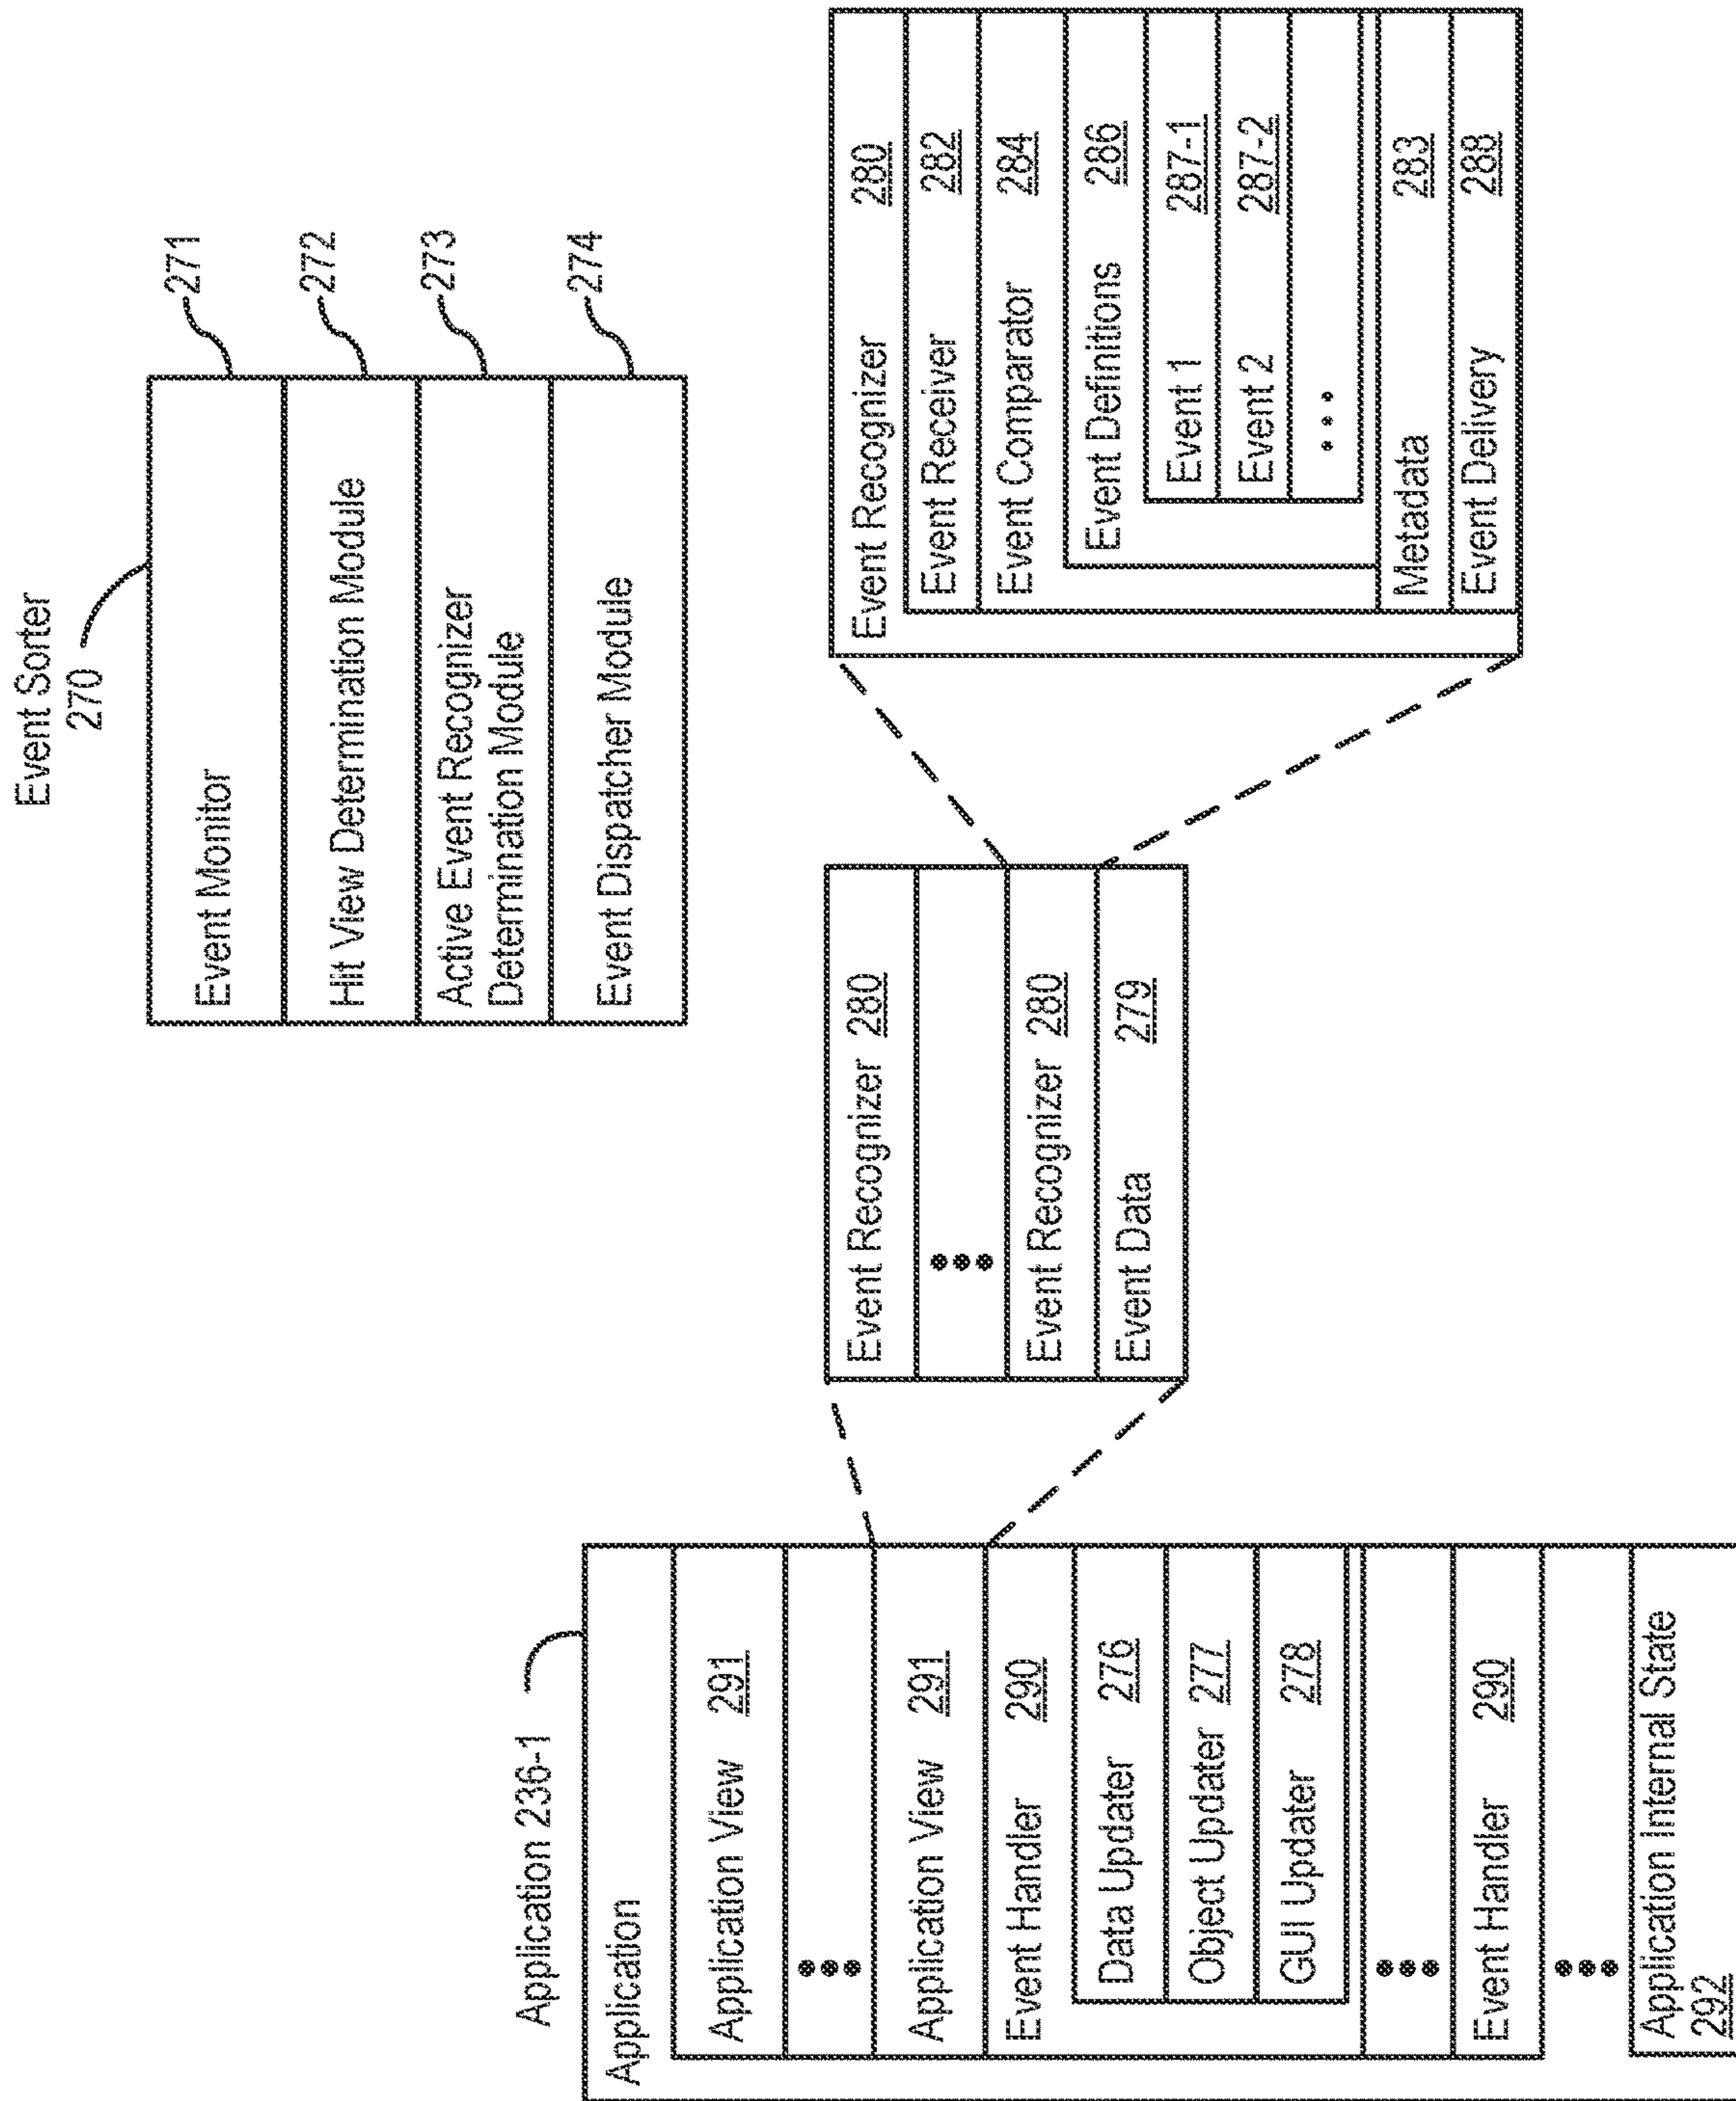 Event Sorter
270
Event Monitor
271
Hit View Determination Module
272
Active Event Recognizer
Determination Module
273
Event Dispatcher Module
274
Application 236-1
Application
Application View 291
•••
Application View 291
Event Handler 290
Data Updater 276
Object Updater 277
GUI Updater 278
•••
Event Handler 290
•••
Application Internal State
292
Event Recognizer 280
•••
Event Recognizer 280
Event Data 279
Event Recognizer 280
Event Receiver 282
Event Comparator 284
Event Definitions 286
Event 1 287-1
Event 2 287-2
•••
Metadata 283
Event Delivery 288